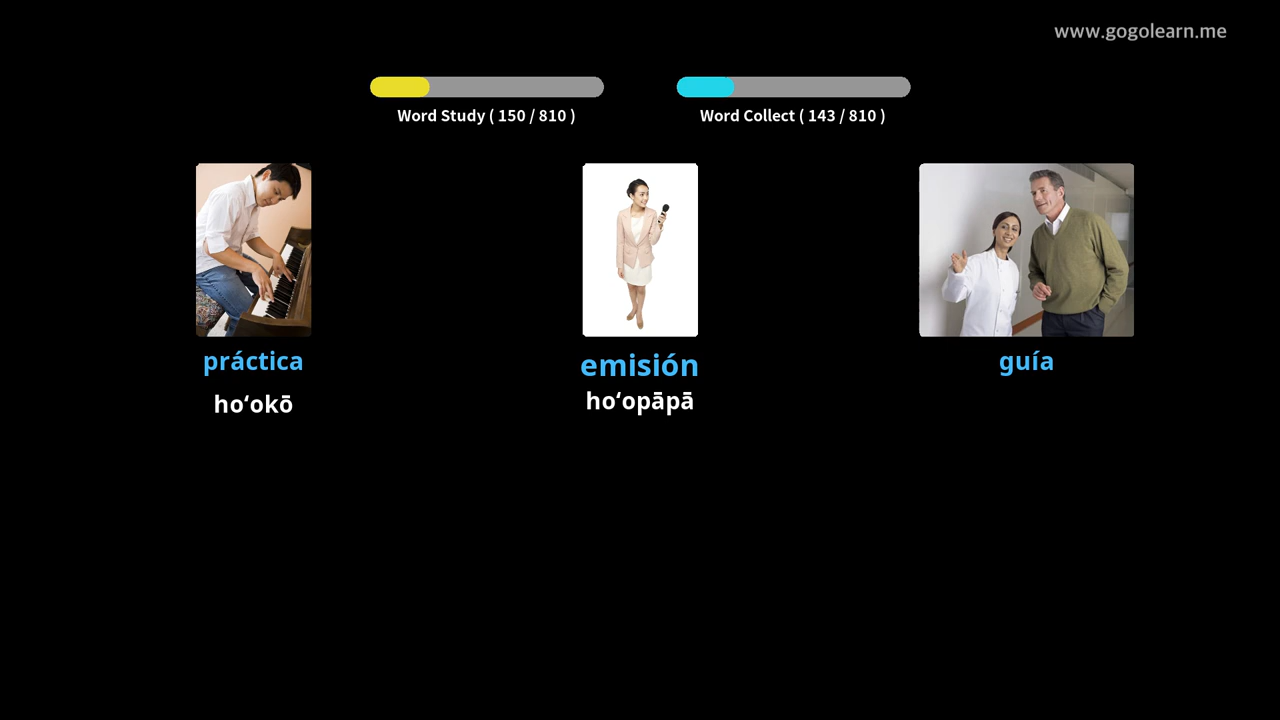 www.gogolearn.me
Word Study ( 150 / 810 )
Word Collect ( 143 / 810 )
práctica
emisión
guía
hoʻokō
hoʻopāpā